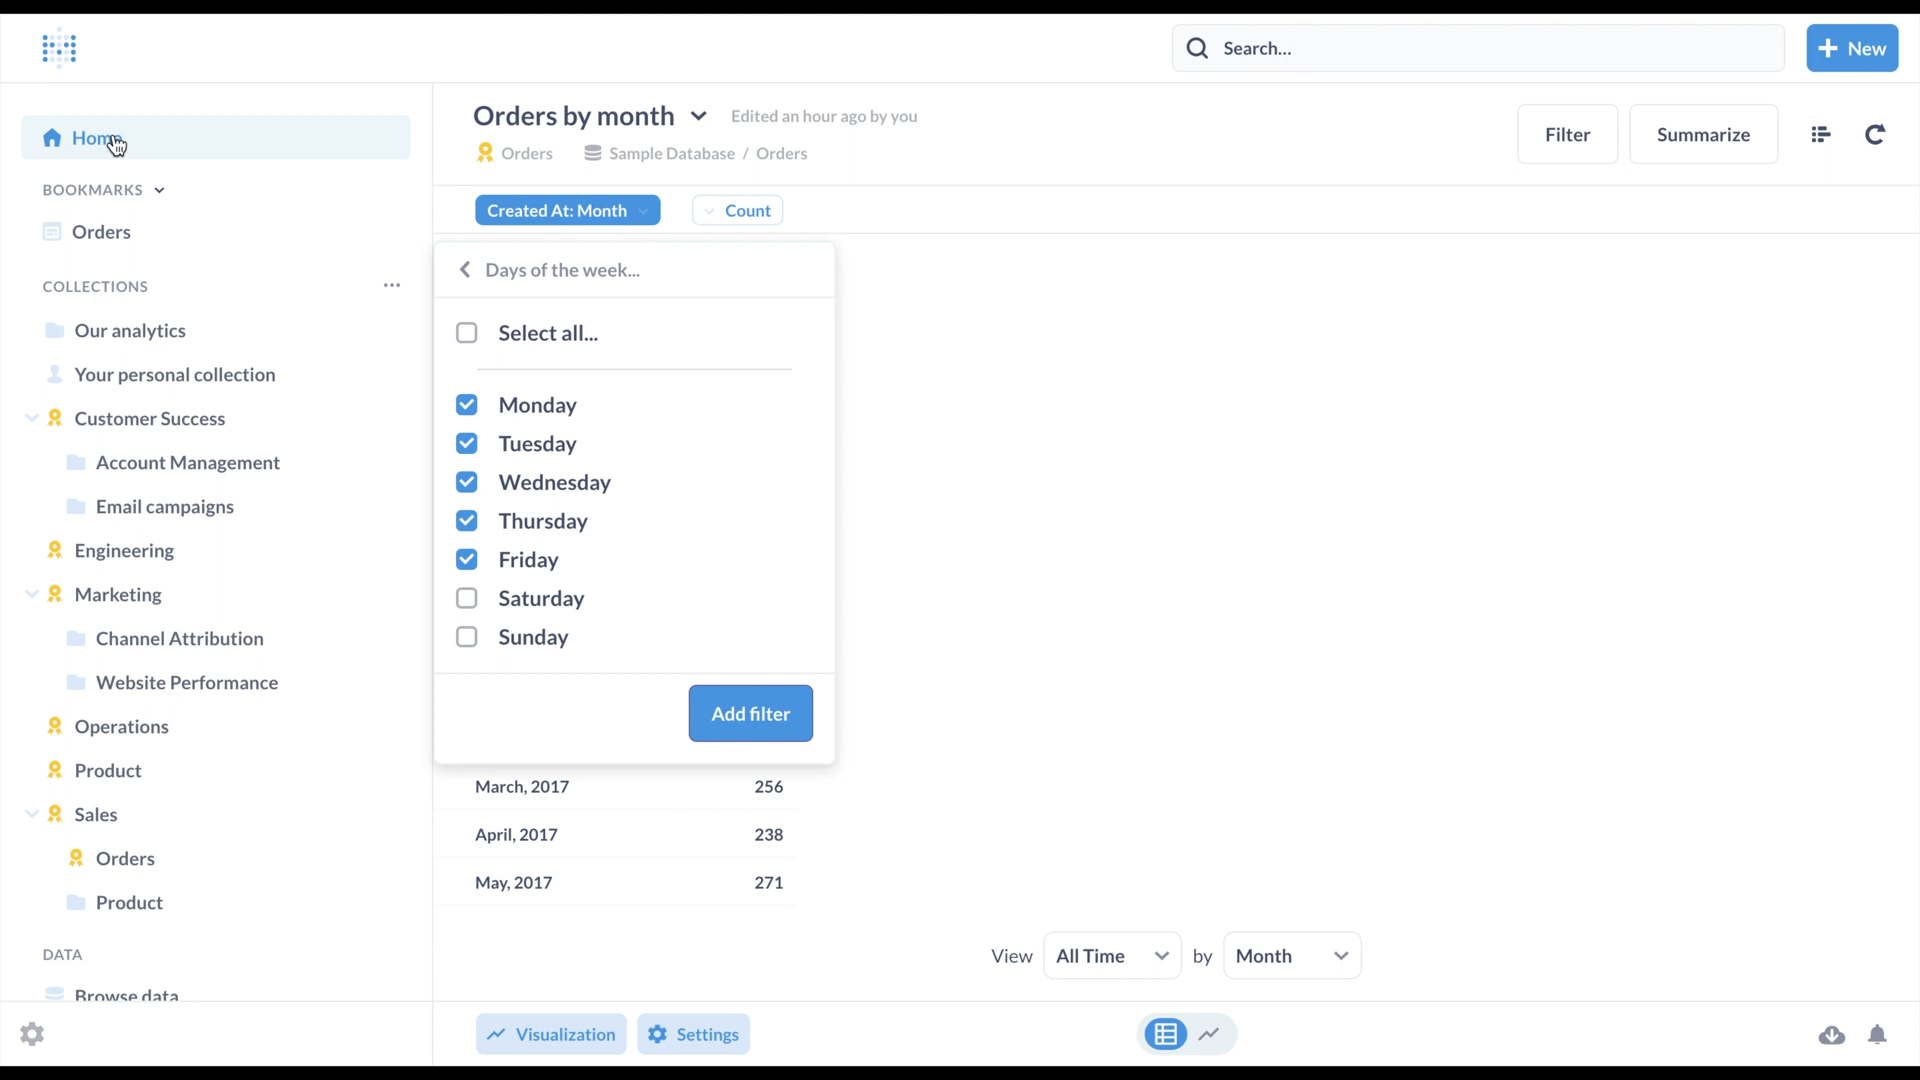 Search...
New
Home
BOOKMARKS
Orders
COLLECTIONS
Our analytics
Your personal collection
Customer Success
Account Management
Email campaigns
Engineering
Marketing
Channel Attribution
Website Performance
Operations
Product
Sales
Orders
Product
DATA
Browse data
Orders by month
Edited an hour ago by you
Orders
Sample Database / Orders
Filter
Summarize
Created At: Month
Count
Days of the week...
Select all...
Monday
Tuesday
Wednesday
Thursday
Friday
Saturday
Sunday
Add filter
March, 2017 256
April, 2017 238
May, 2017 271
View All Time by Month
Visualization
Settings